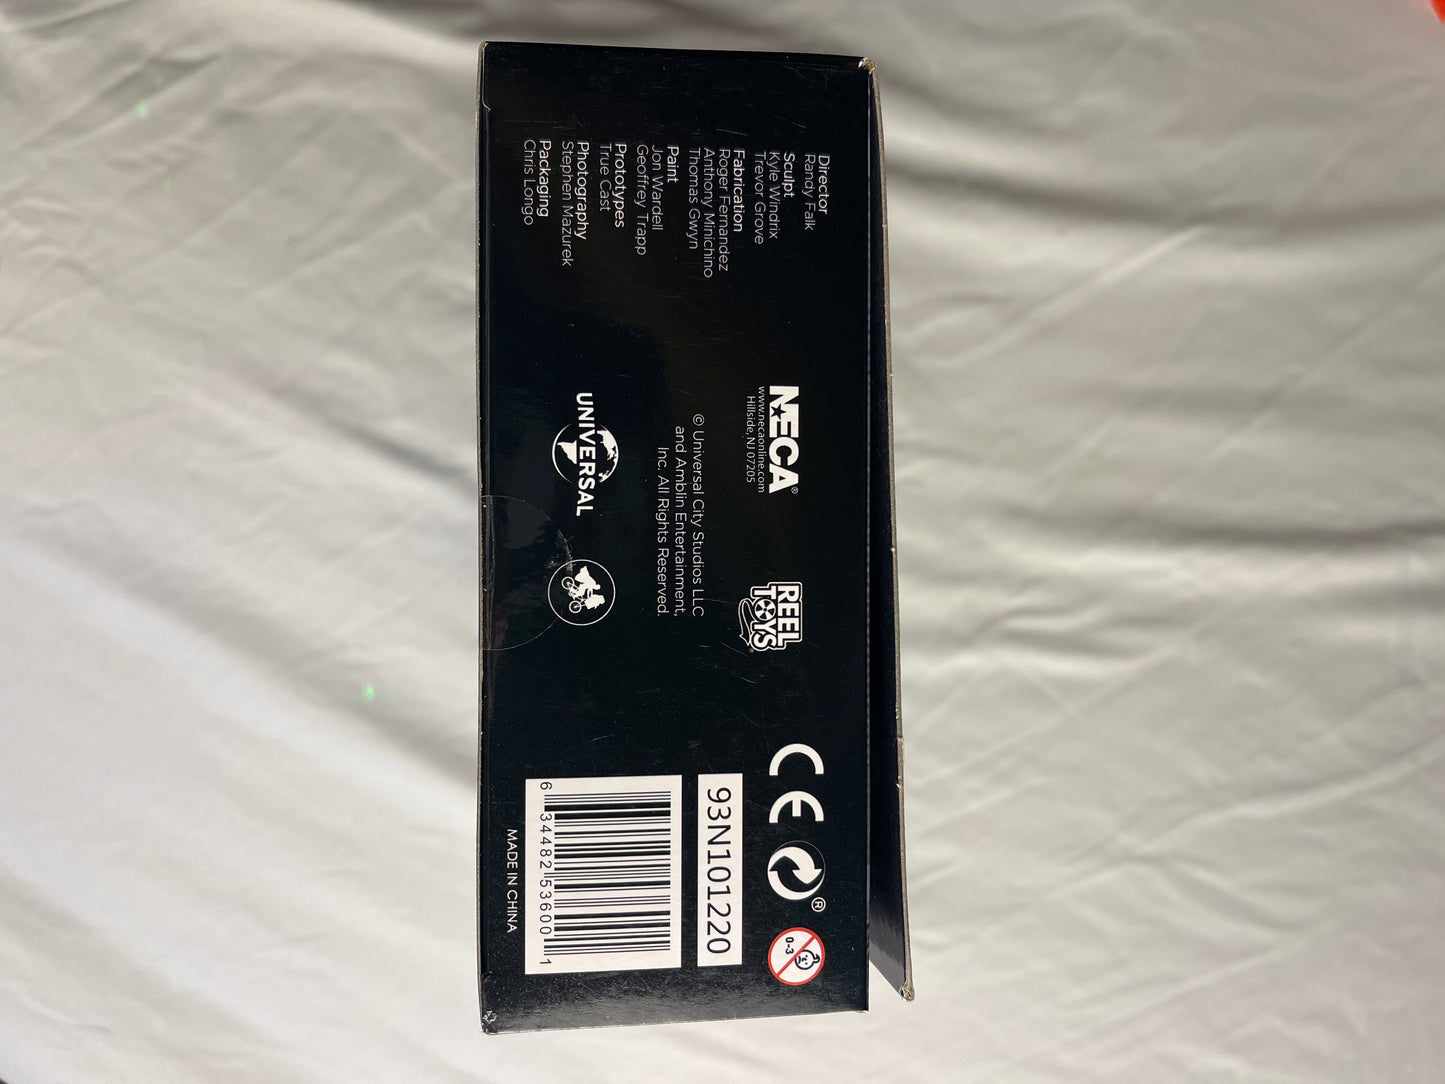 Director
Randy Falk
Sculpt
Kyle Windrix
Trevor Grove
Fabrication
Roger Fernandez
Anthony Minichino
Thomas Gwyn
Paint
Jon Wardell
Geoffrey Trapp
Prototypes
True Cast
Photography
Stephen Mazurek
Packaging
Chris Longo
NECA®
www.necaonline.com
Hillside, NJ 07205
REEL
TOYS®
© Universal City Studios LLC
and Amblin Entertainment,
Inc. All Rights Reserved.
UNIVERSAL
CE
®
0-3
93N101220
6 34482 53600 1
MADE IN CHINA